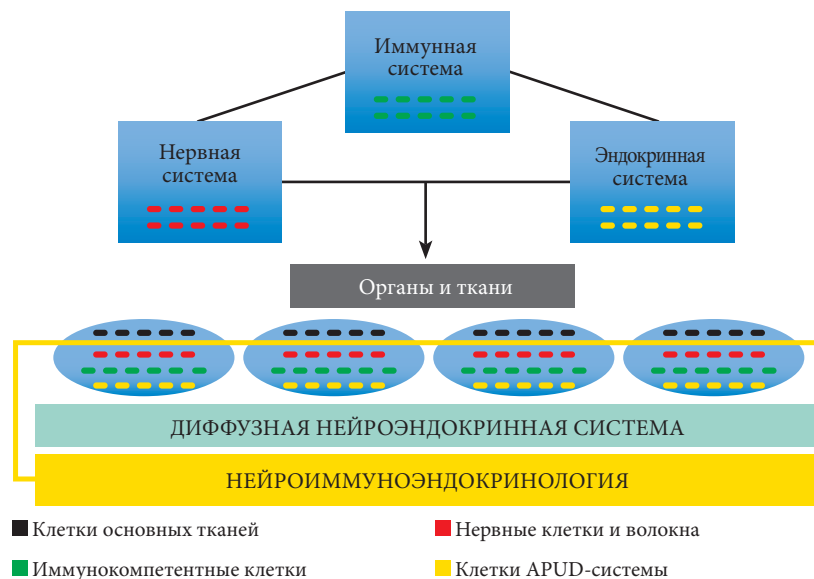 Иммунная
система
Нервная
система
Эндокринная
система
Органы и ткани
ДИФФУЗНАЯ НЕЙРОЭНДОКРИННАЯ СИСТЕМА
НЕЙРОИММУНОЭНДОКРИНОЛОГИЯ
Клетки основных тканей
Нервные клетки и волокна
Иммунокомпетентные клетки
Клетки APUD-системы